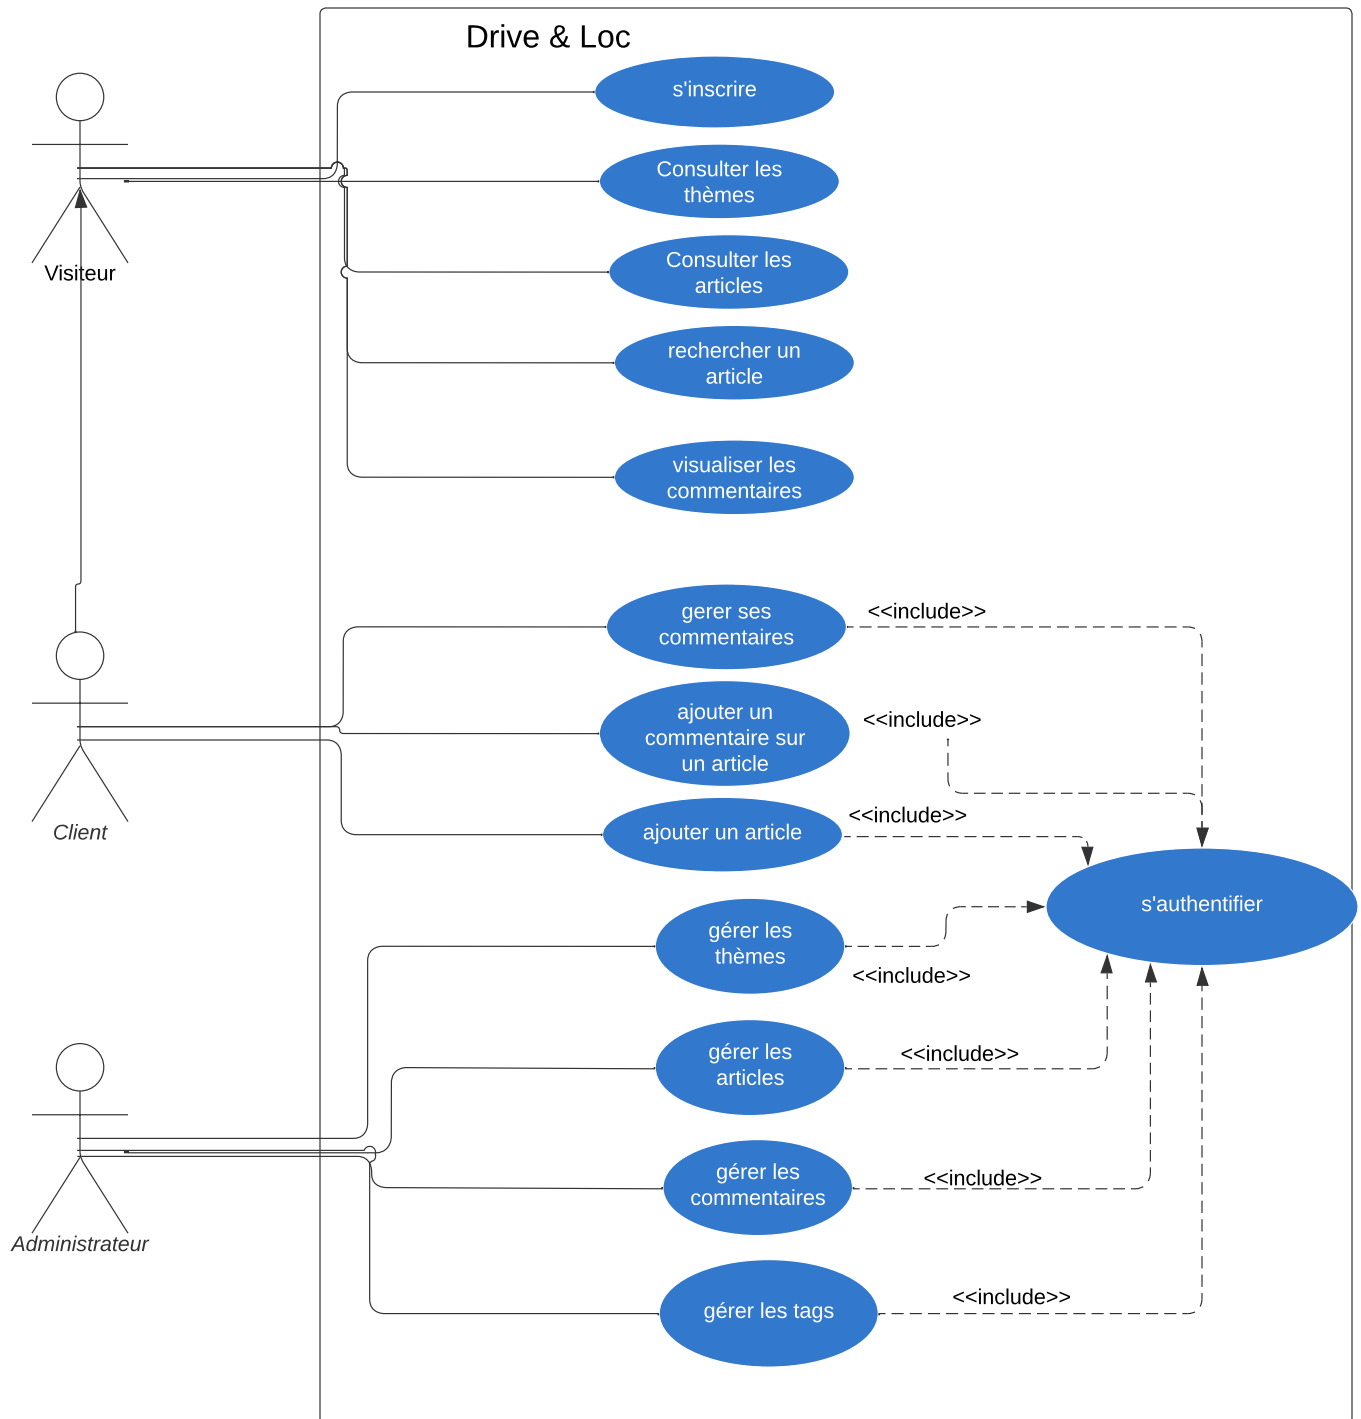 Drive & Loc
s'inscrire
Consulter les
thèmes
Visiteur
Consulter les
articles
rechercher un
article
visualiser les
commentaires
gerer ses
commentaires
<<include>>
ajouter un
commentaire sur
un article
<<include>>
Client
ajouter un article
<<include>>
s'authentifier
gérer les
thèmes
<<include>>
gérer les
articles
<<include>>
gérer les
commentaires
<<include>>
Administrateur
gérer les tags
<<include>>